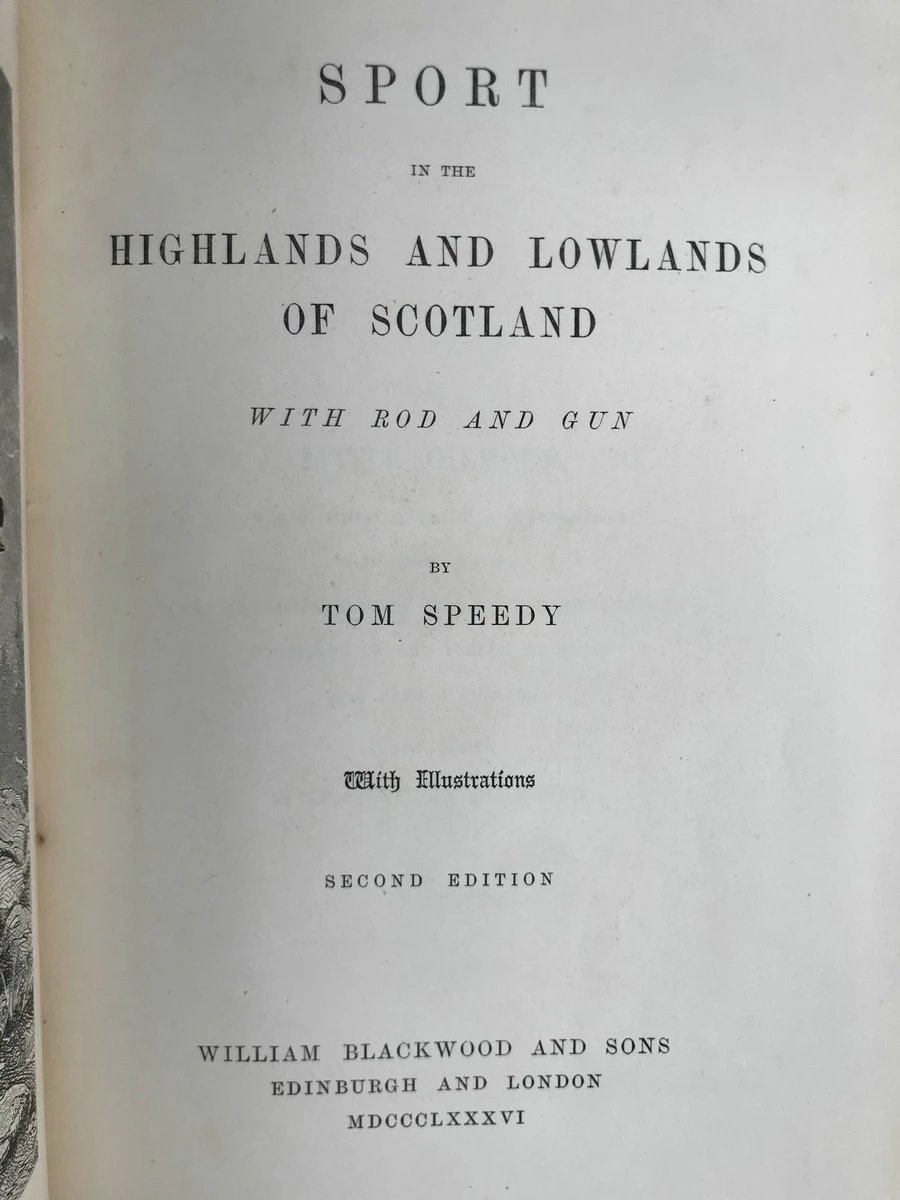 SPORT
IN THE
HIGHLANDS AND LOWLANDS
OF SCOTLAND
WITH ROD AND GUN
BY
TOM SPEEDY
With Illustrations
SECOND EDITION
WILLIAM BLACKWOOD AND SONS
EDINBURGH AND LONDON
MDCCCLXXXVI